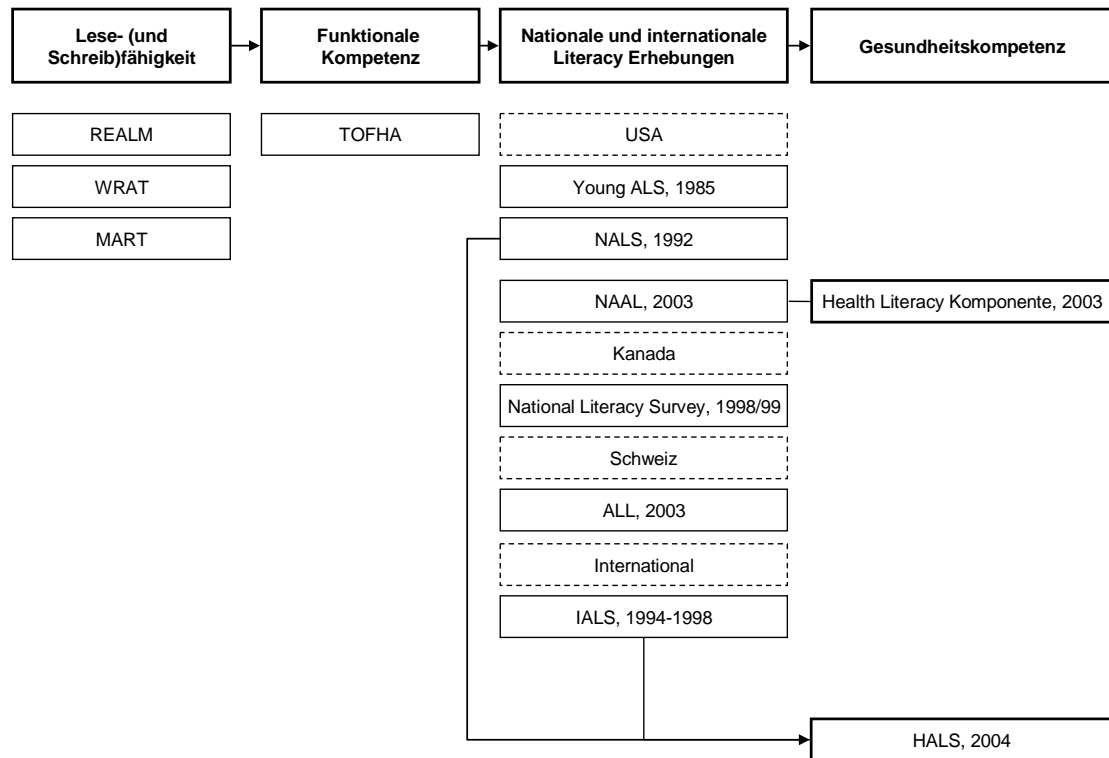 Lese- (und
Schreib)fähigkeit
Funktionale
Kompetenz
Nationale und internationale
Literacy Erhebungen
Gesundheitskompetenz
REALM
TOFHA
USA
WRAT
Young ALS, 1985
MART
NALS, 1992
NAAL, 2003
Health Literacy Komponente, 2003
Kanada
National Literacy Survey, 1998/99
Schweiz
ALL, 2003
International
IALS, 1994-1998
HALS, 2004